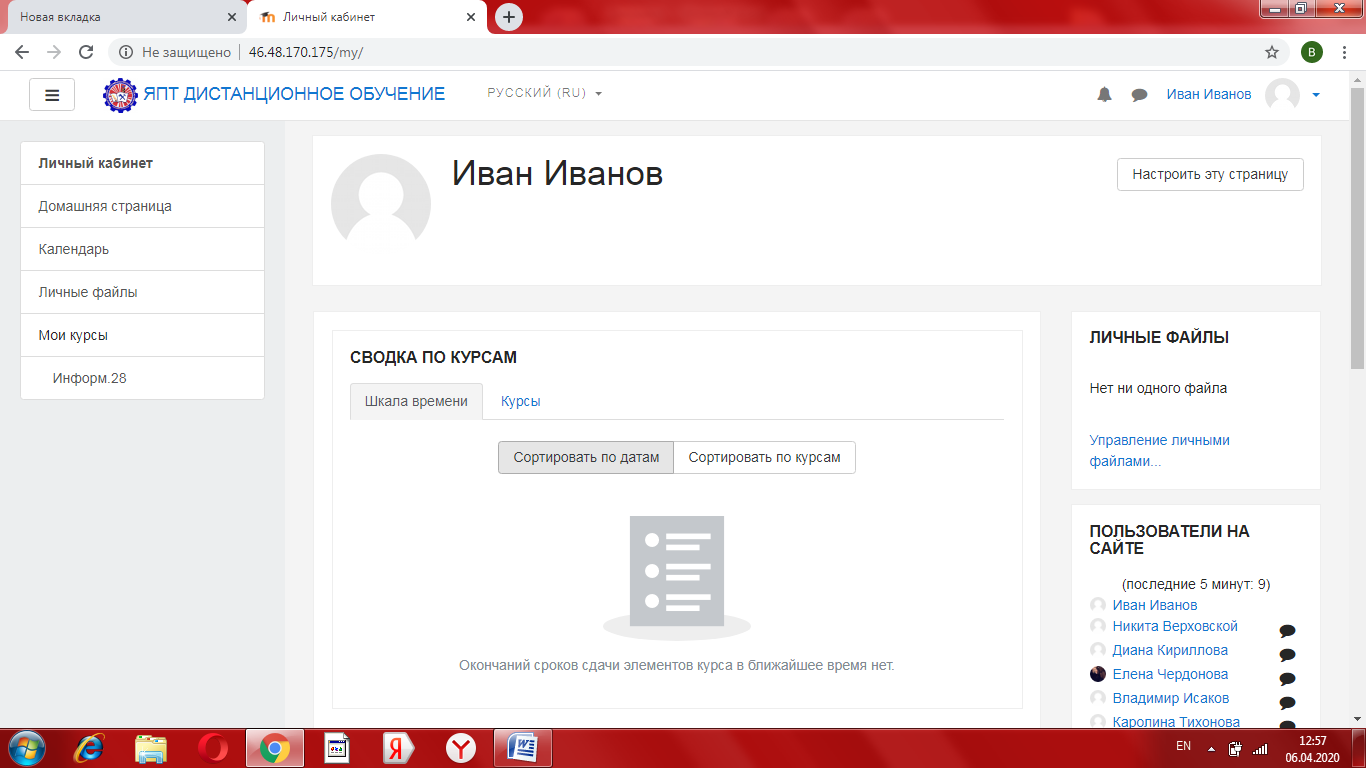 Новая вкладка
Личный кабинет
Не защищено
46.48.170.175/my/
B
ЯПТ ДИСТАНЦИОННОЕ ОБУЧЕНИЕ
РУССКИЙ (RU)
Иван Иванов
Личный кабинет
Домашняя страница
Календарь
Личные файлы
Мои курсы
Информ.28
Иван Иванов
Настроить эту страницу
СВОДКА ПО КУРСАМ
Шкала времени
Курсы
Сортировать по датам
Сортировать по курсам
Окончаний сроков сдачи элементов курса в ближайшее время нет.
ЛИЧНЫЕ ФАЙЛЫ
Нет ни одного файла
Управление личными
файлами...
ПОЛЬЗОВАТЕЛИ НА
САЙТЕ
(последние 5 минут: 9)
Иван Иванов
Никита Верховской
Диана Кириллова
Елена Чердонова
Владимир Исаков
Каролина Тихонова
EN
12:57
06.04.2020